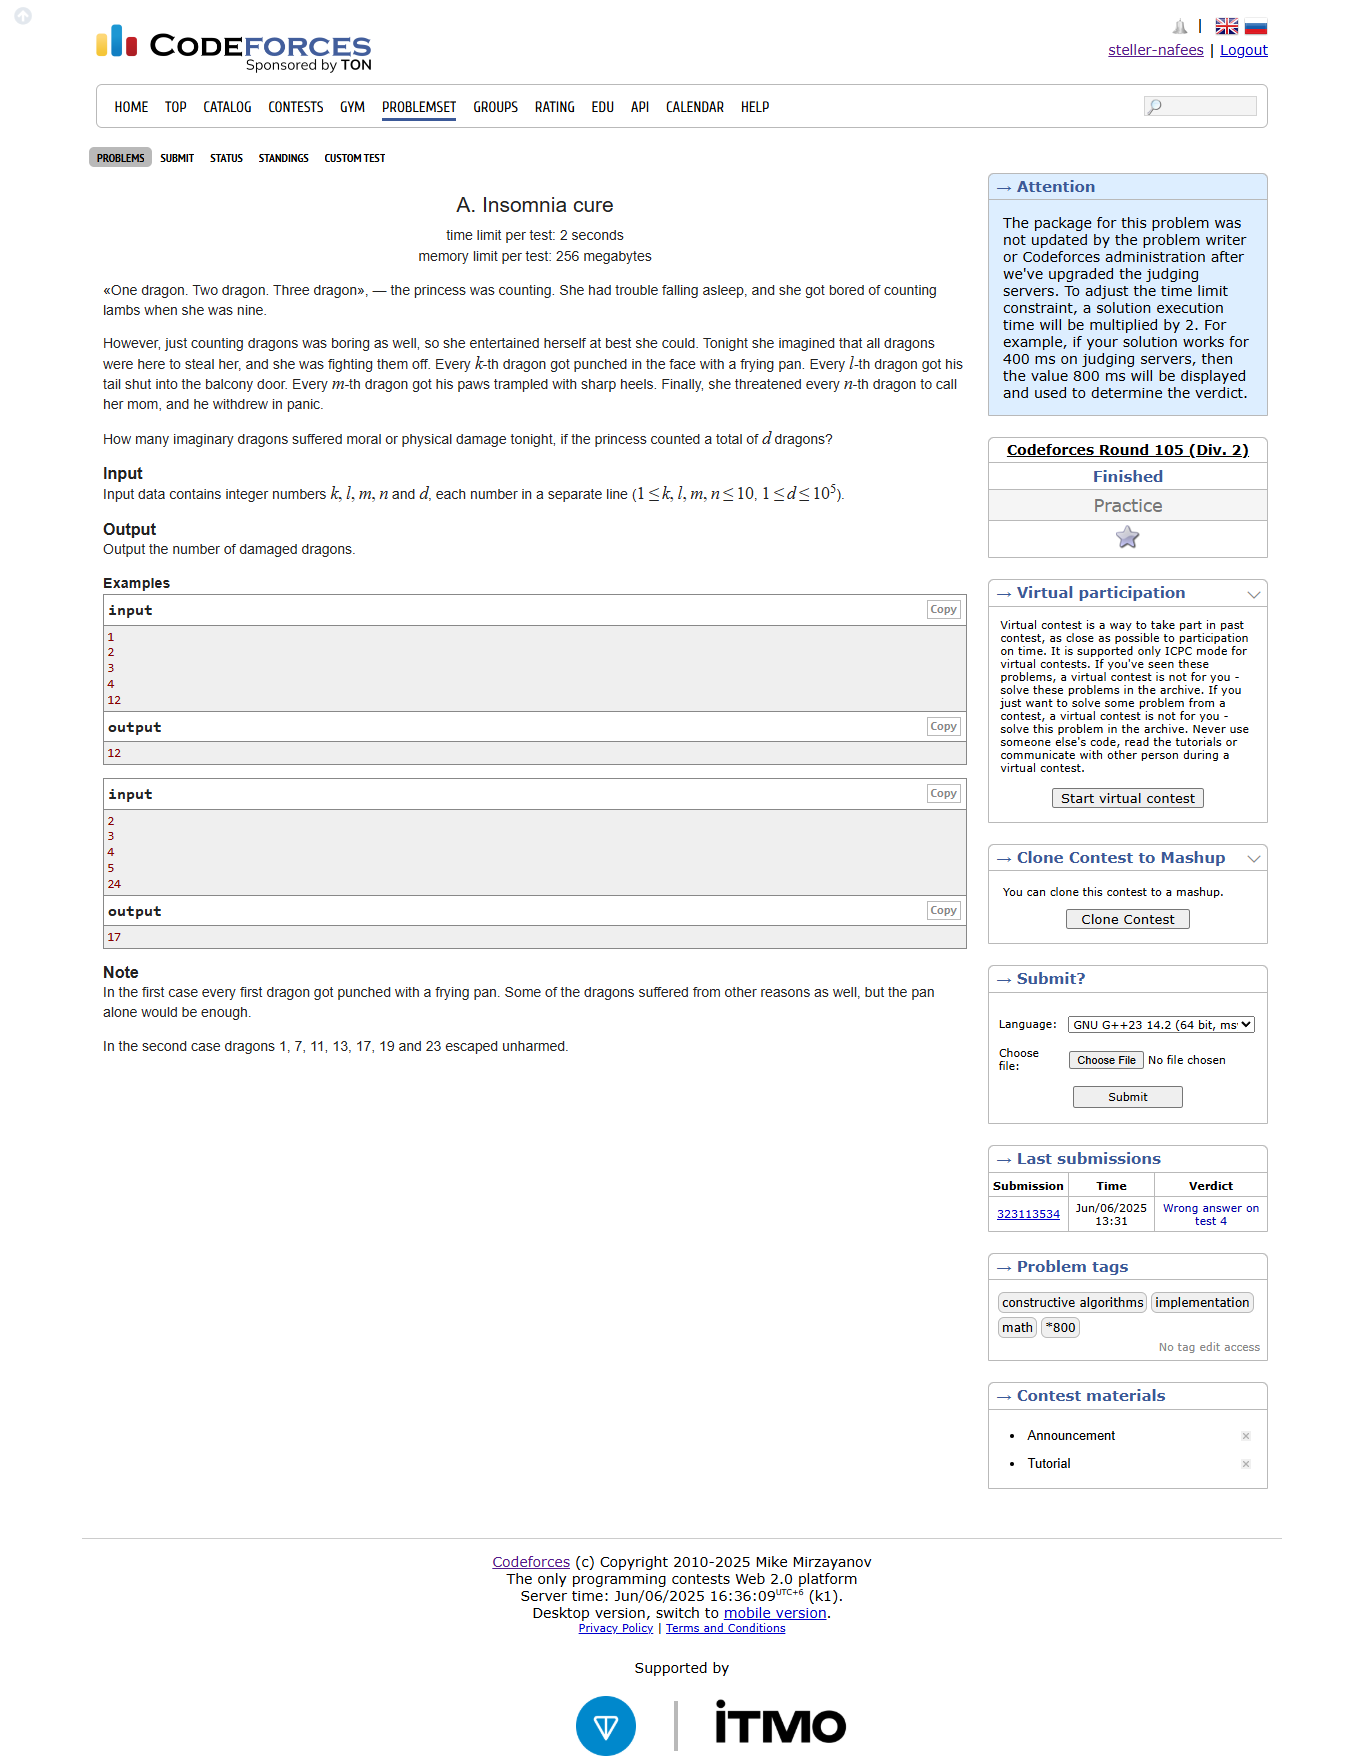 CODEFORCES
Sponsored by TON
|
steller-nafees | Logout
HOME TOP CATALOG CONTESTS GYM PROBLEMSET GROUPS RATING EDU API CALENDAR HELP
PROBLEMS SUBMIT STATUS STANDINGS CUSTOM TEST
A. Insomnia cure
time limit per test: 2 seconds
memory limit per test: 256 megabytes
«One dragon. Two dragon. Three dragon», — the princess was counting. She had trouble falling asleep, and she got bored of counting
lambs when she was nine.
However, just counting dragons was boring as well, so she entertained herself at best she could. Tonight she imagined that all dragons
were here to steal her, and she was fighting them off. Every k-th dragon got punched in the face with a frying pan. Every l-th dragon got his
tail shut into the balcony door. Every m-th dragon got his paws trampled with sharp heels. Finally, she threatened every n-th dragon to call
her mom, and he withdrew in panic.
How many imaginary dragons suffered moral or physical damage tonight, if the princess counted a total of d dragons?
Input
Input data contains integer numbers k, l, m, n and d, each number in a separate line (1 ≤ k, l, m, n ≤ 10, 1 ≤ d ≤ 10⁵).
Output
Output the number of damaged dragons.
Examples
input Copy
1
2
3
4
12
output Copy
12
input Copy
2
3
4
5
24
output Copy
17
Note
In the first case every first dragon got punched with a frying pan. Some of the dragons suffered from other reasons as well, but the pan
alone would be enough.
In the second case dragons 1, 7, 11, 13, 17, 19 and 23 escaped unharmed.
→ Attention
The package for this problem was
not updated by the problem writer
or Codeforces administration after
we've upgraded the judging
servers. To adjust the time limit
constraint, a solution execution
time will be multiplied by 2. For
example, if your solution works for
400 ms on judging servers, then
the value 800 ms will be displayed
and used to determine the verdict.
Codeforces Round 105 (Div. 2)
Finished
Practice
→ Virtual participation
Virtual contest is a way to take part in past
contest, as close as possible to participation
on time. It is supported only ICPC mode for
virtual contests. If you've seen these
problems, a virtual contest is not for you -
solve these problems in the archive. If you
just want to solve some problem from a
contest, a virtual contest is not for you -
solve this problem in the archive. Never use
someone else's code, read the tutorials or
communicate with other person during a
virtual contest.
Start virtual contest
→ Clone Contest to Mashup
You can clone this contest to a mashup.
Clone Contest
→ Submit?
Language: GNU G++23 14.2 (64 bit, ms
Choose
file: Choose File No file chosen
Submit
→ Last submissions
Submission Time Verdict
323113534 Jun/06/2025 13:31 Wrong answer on test 4
→ Problem tags
constructive algorithms implementation
math *800
No tag edit access
→ Contest materials
• Announcement ×
• Tutorial ×
Codeforces (c) Copyright 2010-2025 Mike Mirzayanov
The only programming contests Web 2.0 platform
Server time: Jun/06/2025 16:36:09 UTC+6 (k1).
Desktop version, switch to mobile version.
Privacy Policy | Terms and Conditions
Supported by
iTMO